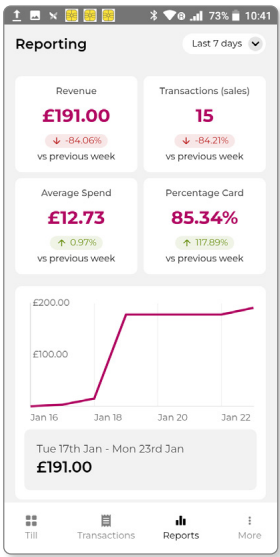 73% 10:41
Reporting
Last 7 days
Revenue
£191.00
-84.06%
vs previous week
Transactions (sales)
15
-84.21%
vs previous week
Average Spend
£12.73
0.97%
vs previous week
Percentage Card
85.34%
117.89%
vs previous week
£200.00
£100.00
Jan 16 Jan 18 Jan 20 Jan 22
Tue 17th Jan - Mon 23rd Jan
£191.00
Till Transactions Reports More